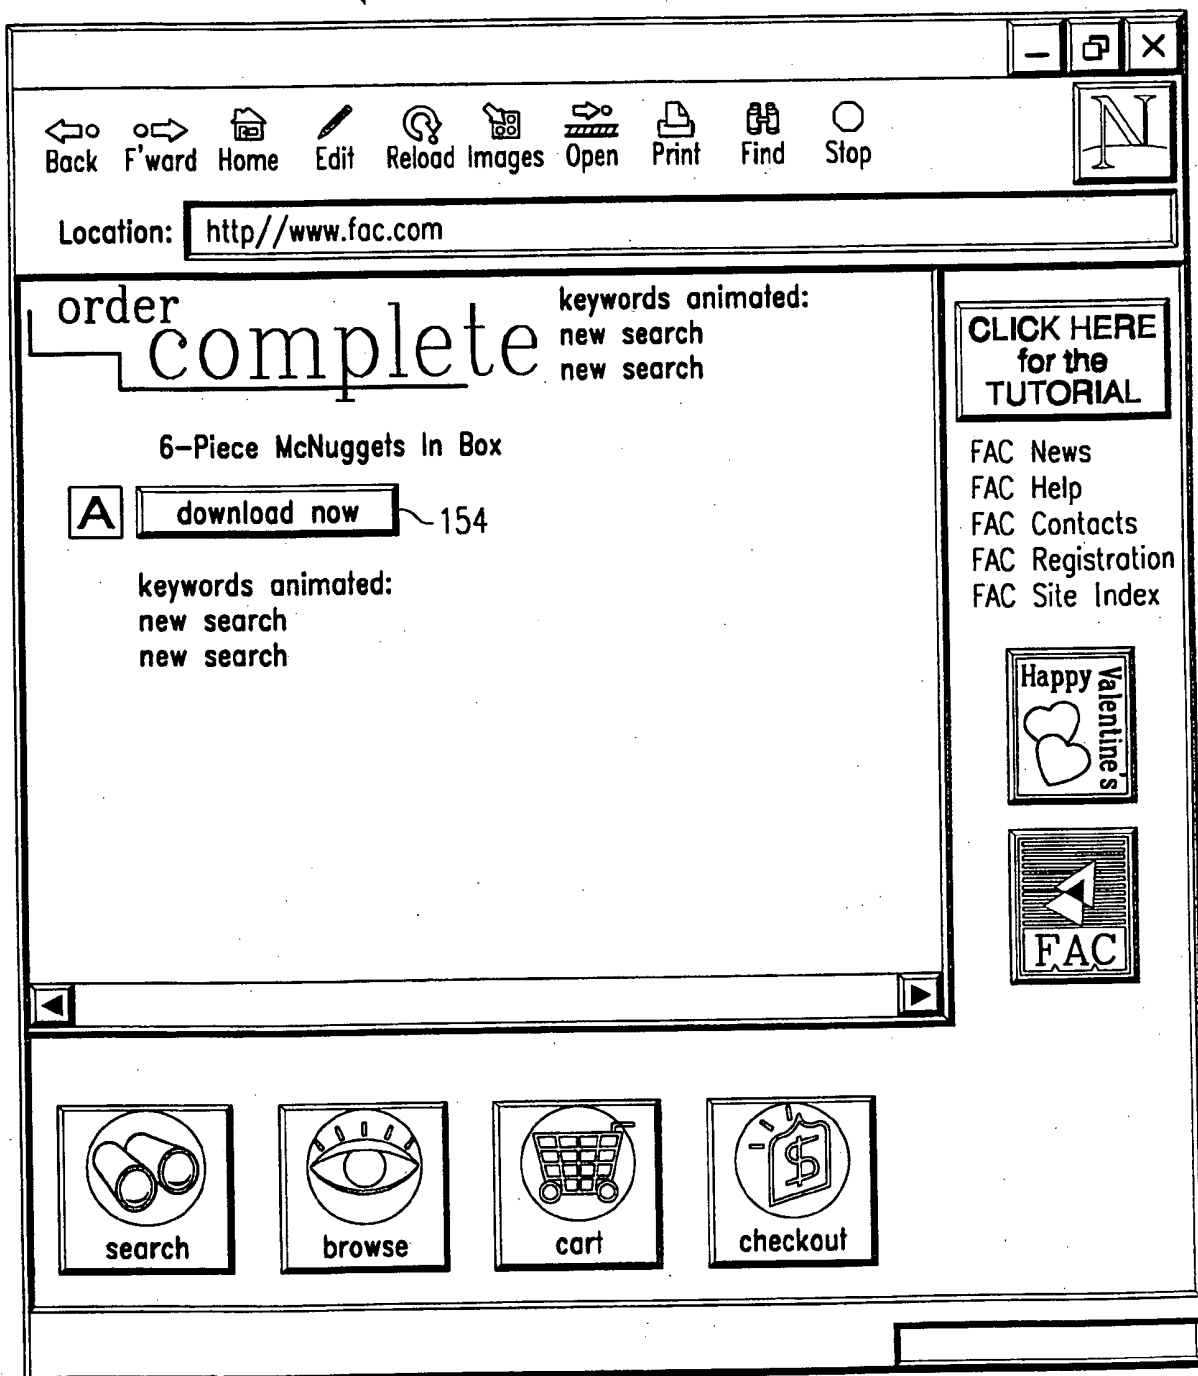 Back F'ward Home Edit Reload Images Open Print Find Stop
N
Location: http//www.fac.com
order
complete
keywords animated:
new search
new search
6-Piece McNuggets In Box
A download now 154
keywords animated:
new search
new search
CLICK HERE
for the
TUTORIAL
FAC News
FAC Help
FAC Contacts
FAC Registration
FAC Site Index
Happy
Valentine's
FAC
search browse cart checkout
$